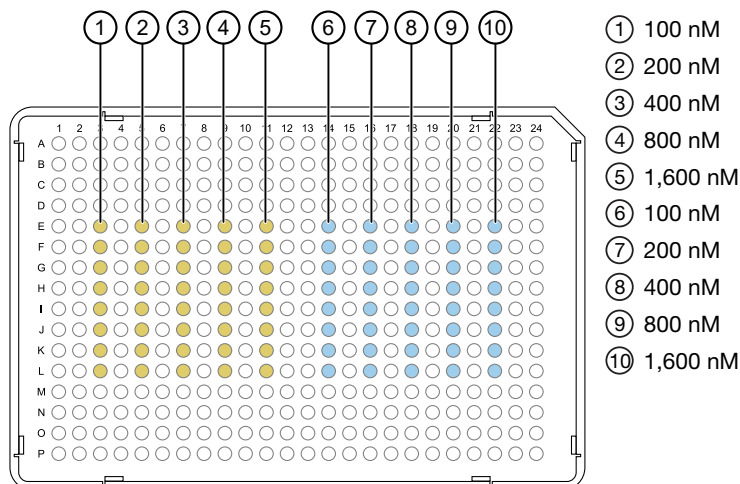 ① ② ③ ④ ⑤ ⑥ ⑦ ⑧ ⑨ ⑩
1 2 3 4 5 6 7 8 9 10 11 12 13 14 15 16 17 18 19 20 21 22 23 24
A
B
C
D
E
F
G
H
I
J
K
L
M
N
O
P
① 100 nM
② 200 nM
③ 400 nM
④ 800 nM
⑤ 1,600 nM
⑥ 100 nM
⑦ 200 nM
⑧ 400 nM
⑨ 800 nM
⑩ 1,600 nM